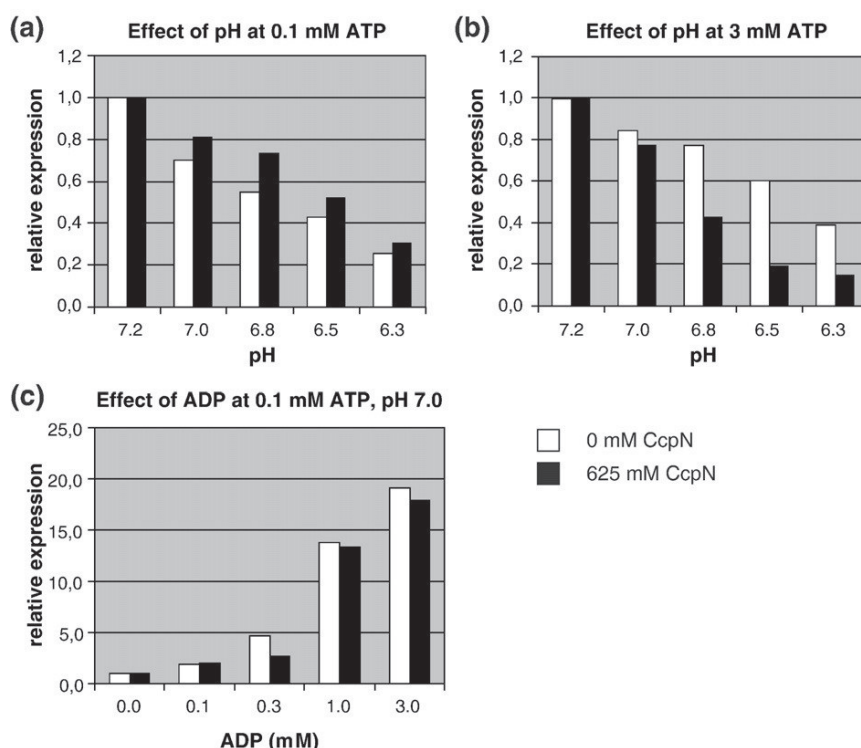 (a)
Effect of pH at 0.1 mM ATP
relative expression
1,2
1,0
0,8
0,6
0,4
0,2
0,0
7.2 7.0 6.8 6.5 6.3
pH
(b)
Effect of pH at 3 mM ATP
relative expression
1,2
1,0
0,8
0,6
0,4
0,2
0,0
7.2 7.0 6.8 6.5 6.3
pH
(c)
Effect of ADP at 0.1 mM ATP, pH 7.0
relative expression
25,0
20,0
15,0
10,0
5,0
0,0
0.0 0.1 0.3 1.0 3.0
ADP (mM)
0 mM CcpN
625 mM CcpN